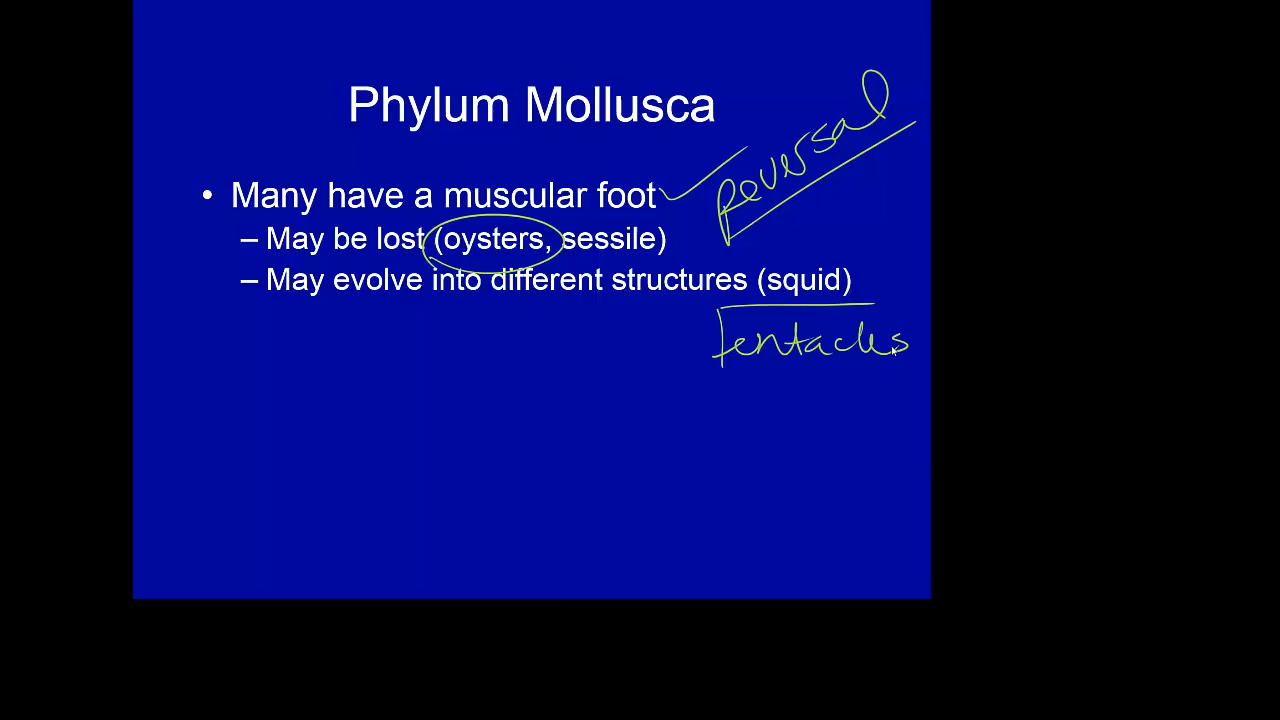 Phylum Mollusca
reversal
• Many have a muscular foot
– May be lost (oysters, sessile)
– May evolve into different structures (squid)
tentacles